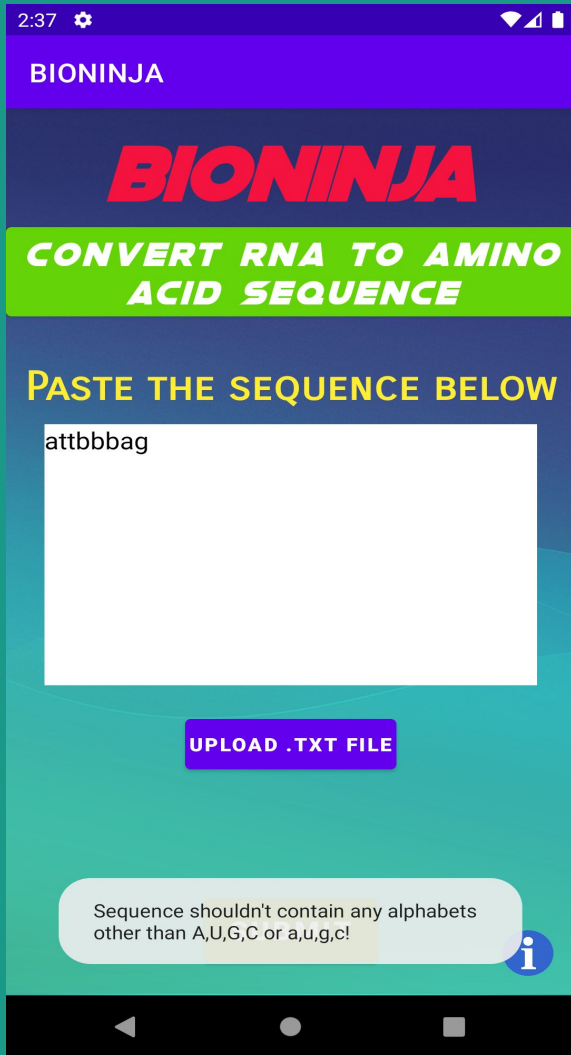 2:37
BIONINJA
BIONINJA
CONVERT RNA TO AMINO
ACID SEQUENCE
PASTE THE SEQUENCE BELOW
attbbbag
UPLOAD .TXT FILE
Sequence shouldn't contain any alphabets
other than A,U,G,C or a,u,g,c!
i